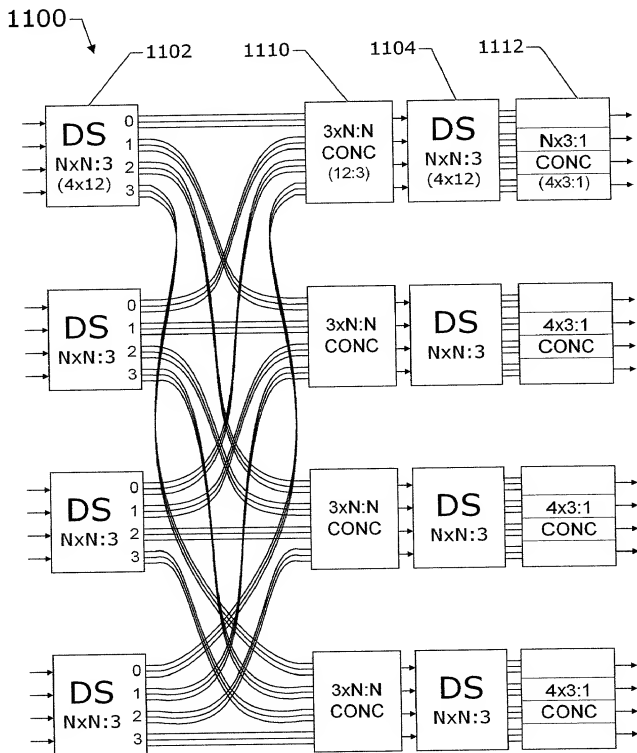 1100
1102
1110
1104
1112
DS
NxN:3
(4x12)
0
1
2
3
3xN:N
CONC
(12:3)
DS
NxN:3
(4x12)
Nx3:1
CONC
(4x3:1)
DS
NxN:3
0
1
2
3
3xN:N
CONC
DS
NxN:3
4x3:1
CONC
DS
NxN:3
0
1
2
3
3xN:N
CONC
DS
NxN:3
4x3:1
CONC
DS
NxN:3
0
1
2
3
3xN:N
CONC
DS
NxN:3
4x3:1
CONC